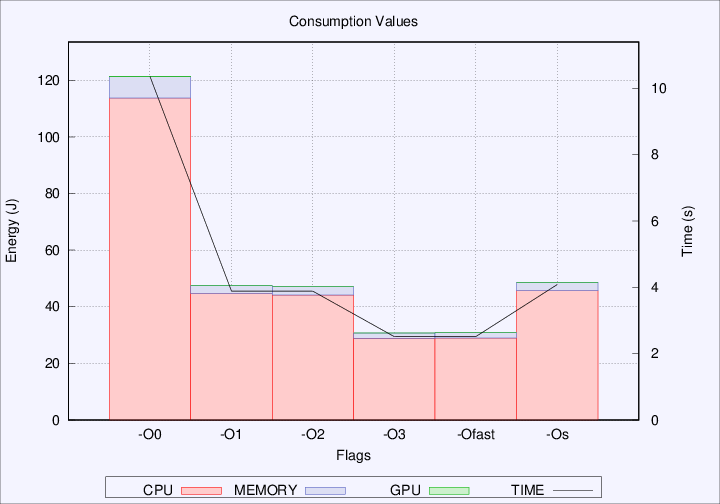 Consumption Values
Energy (J)
120
100
80
60
40
20
0
Time (s)
10
8
6
4
2
0
-O0 -O1 -O2 -O3 -Ofast -Os
Flags
CPU MEMORY GPU TIME